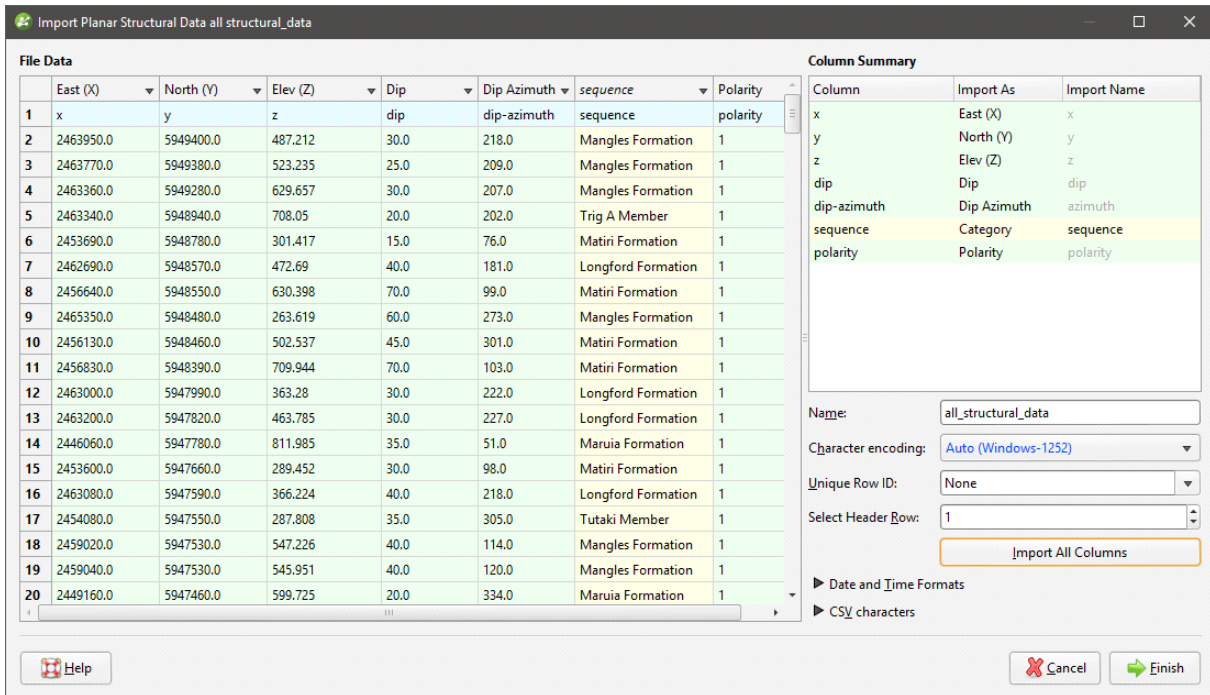 Import Planar Structural Data all structural_data
File Data
East (X) North (Y) Elev (Z) Dip Dip Azimuth sequence Polarity
1 x y z dip dip-azimuth sequence polarity
2 2463950.0 5949400.0 487.212 30.0 218.0 Mangles Formation 1
3 2463770.0 5949380.0 523.235 25.0 209.0 Mangles Formation 1
4 2463360.0 5949280.0 629.657 30.0 207.0 Mangles Formation 1
5 2463340.0 5948940.0 708.05 20.0 202.0 Trig A Member 1
6 2453690.0 5948780.0 301.417 15.0 76.0 Matiri Formation 1
7 2462690.0 5948570.0 472.69 40.0 181.0 Longford Formation 1
8 2456640.0 5948550.0 630.398 70.0 99.0 Matiri Formation 1
9 2465350.0 5948480.0 263.619 60.0 273.0 Mangles Formation 1
10 2456130.0 5948460.0 502.537 45.0 301.0 Matiri Formation 1
11 2456830.0 5948390.0 709.944 70.0 103.0 Matiri Formation 1
12 2463000.0 5947990.0 363.28 30.0 222.0 Longford Formation 1
13 2463200.0 5947820.0 463.785 30.0 227.0 Longford Formation 1
14 2446060.0 5947780.0 811.985 35.0 51.0 Maruia Formation 1
15 2453600.0 5947660.0 289.452 30.0 98.0 Matiri Formation 1
16 2463080.0 5947590.0 366.224 40.0 218.0 Longford Formation 1
17 2454080.0 5947550.0 287.808 35.0 305.0 Tutaki Member 1
18 2459020.0 5947530.0 547.226 40.0 114.0 Mangles Formation 1
19 2459040.0 5947530.0 545.951 40.0 120.0 Mangles Formation 1
20 2449160.0 5947460.0 599.725 20.0 334.0 Maruia Formation 1
Column Summary
Column Import As Import Name
x East (X) x
y North (Y) y
z Elev (Z) z
dip Dip dip
dip-azimuth Dip Azimuth azimuth
sequence Category sequence
polarity Polarity polarity
Name: all_structural_data
Character encoding: Auto (Windows-1252)
Unique Row ID: None
Select Header Row: 1
Import All Columns
Date and Time Formats
CSV characters
Help
Cancel
Finish